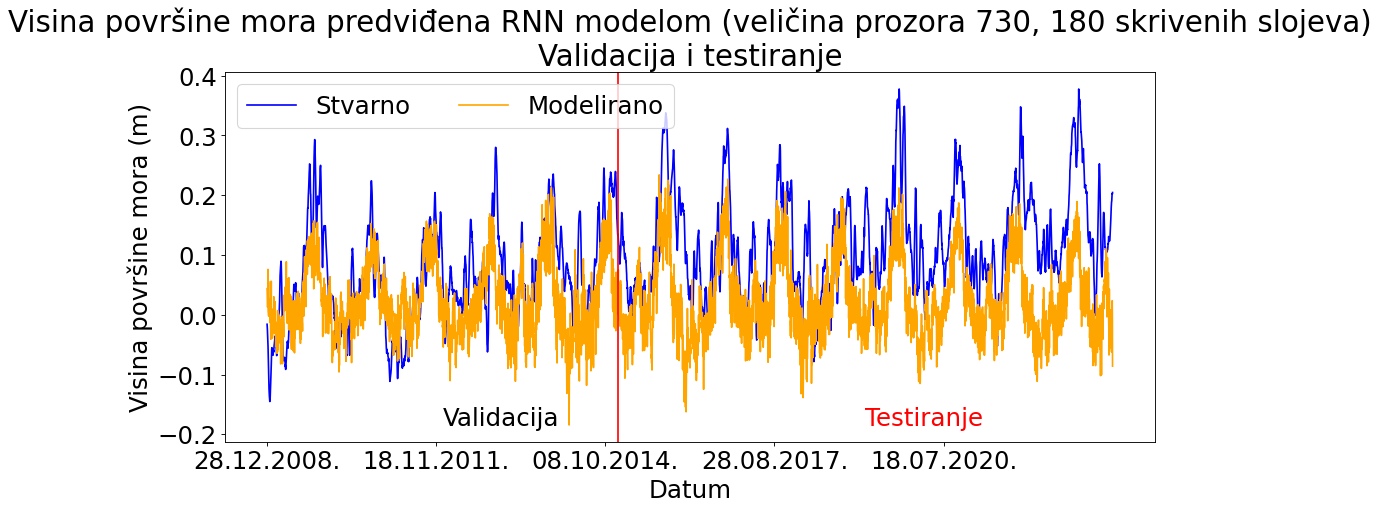 Visina površine mora predviđena RNN modelom (veličina prozora 730, 180 skrivenih slojeva)
Validacija i testiranje
Stvarno Modelirano
Visina površine mora (m)
0.4
0.3
0.2
0.1
0.0
−0.1
−0.2
Validacija Testiranje
28.12.2008. 18.11.2011. 08.10.2014. 28.08.2017. 18.07.2020.
Datum